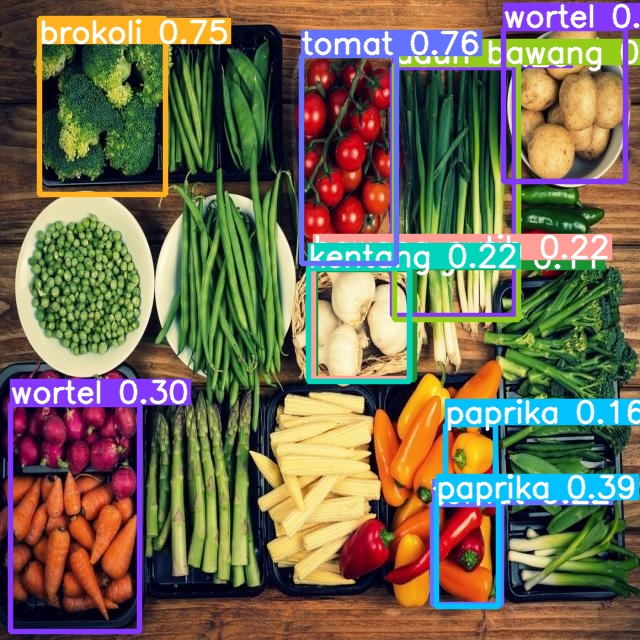 wortel 0.
brokoli 0.75
tomat 0.76
daun bawang 0
0.22
kentang 0.22
wortel 0.30
paprika 0.16
paprika 0.39